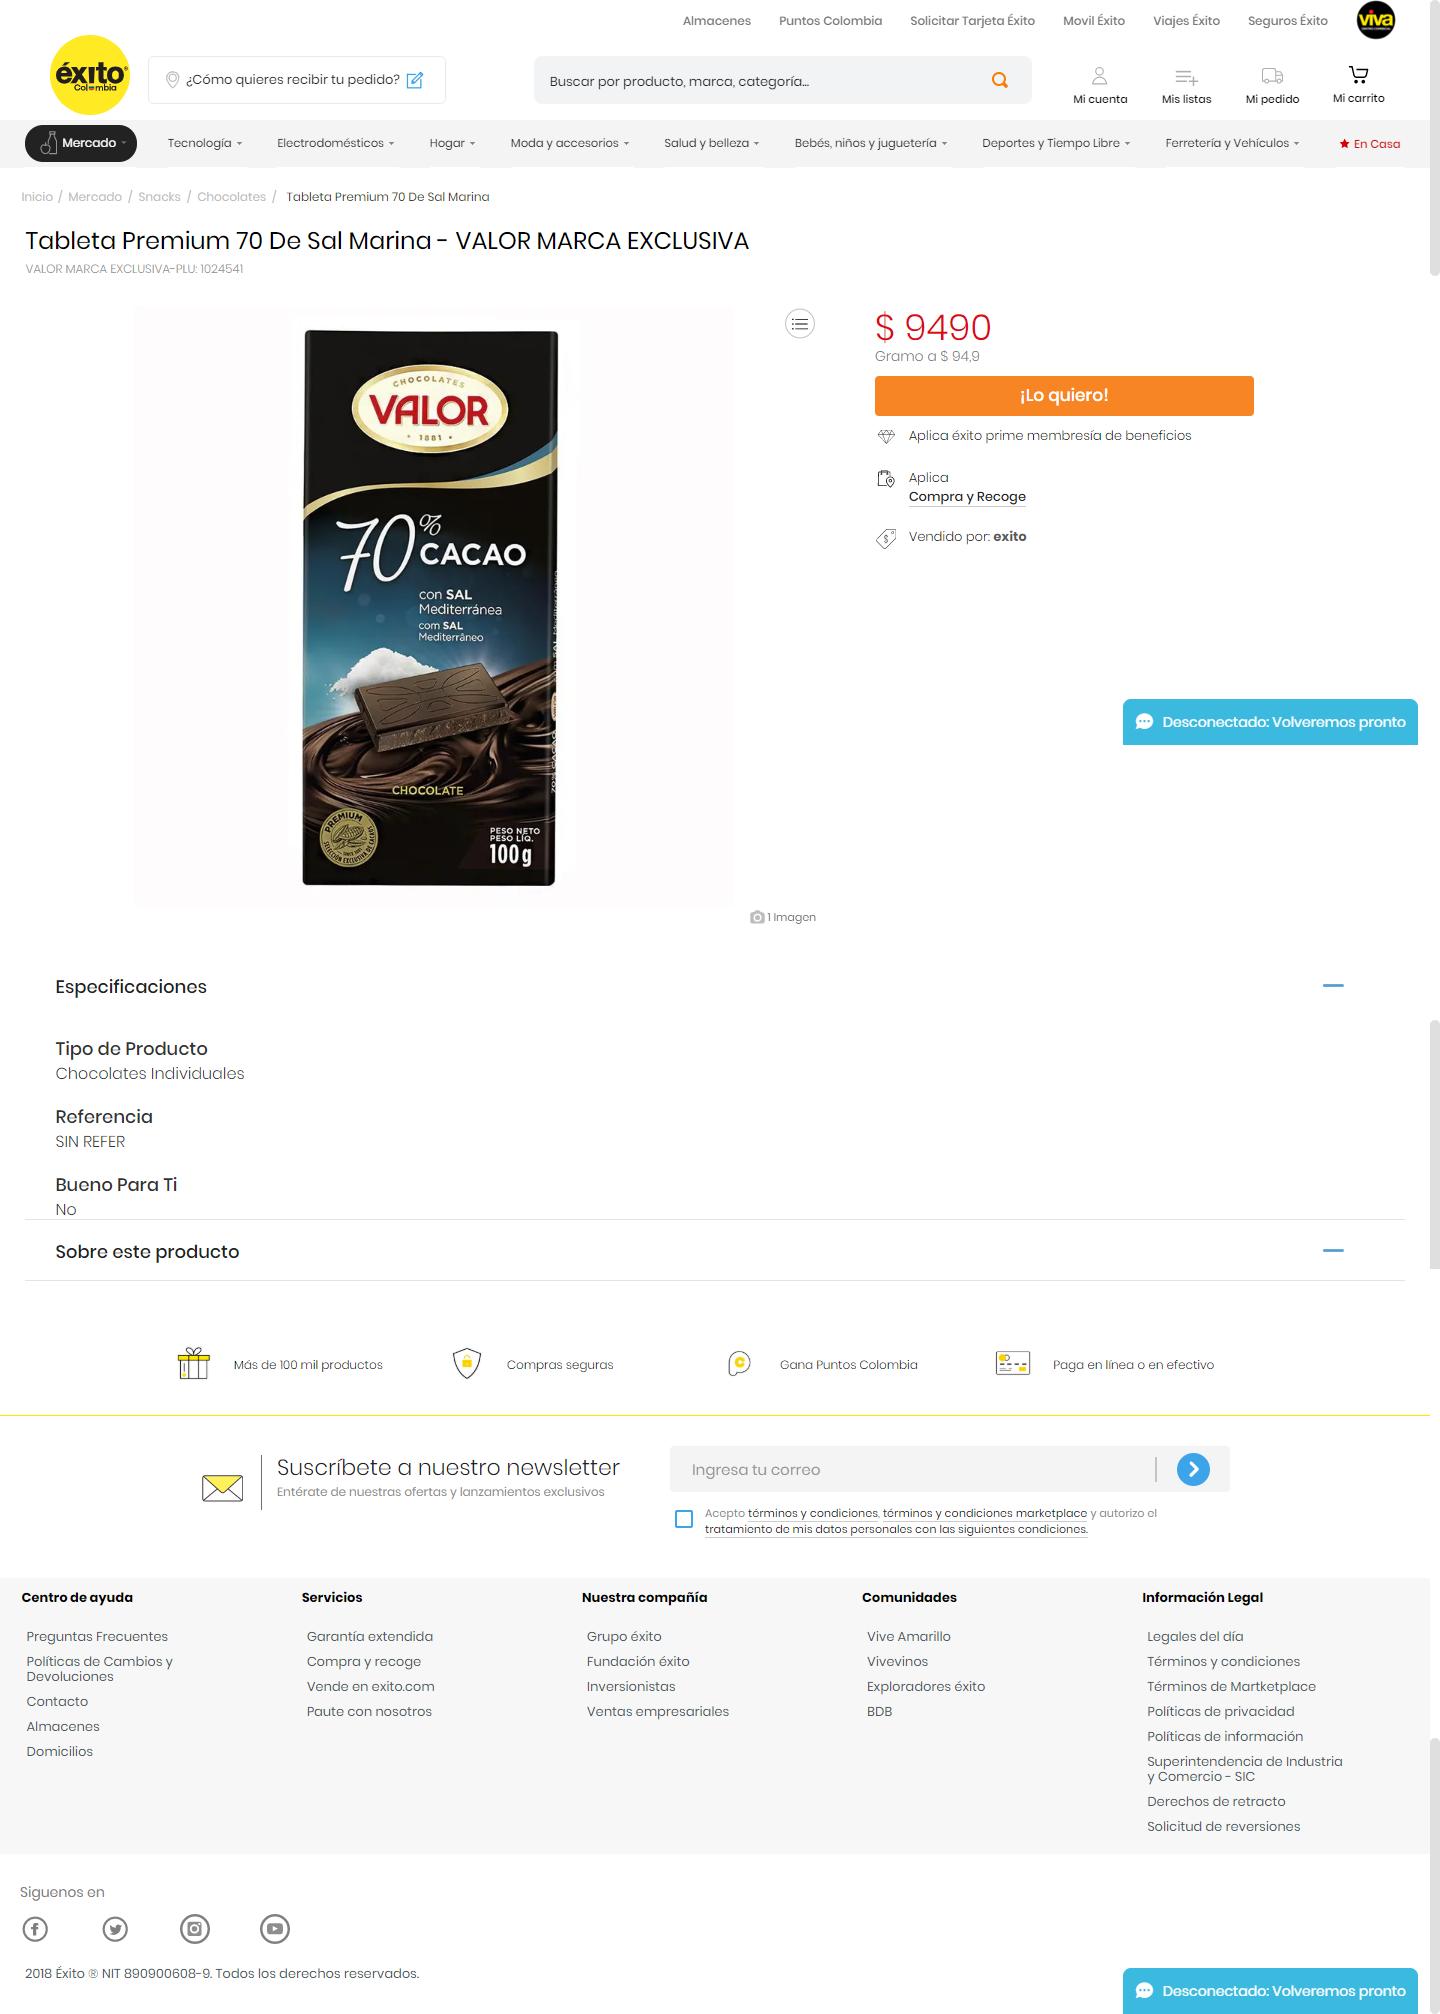 Almacenes Puntos Colombia Solicitar Tarjeta Éxito Movil Éxito Viajes Éxito Seguros Éxito viva
éxito
Colombia
¿Cómo quieres recibir tu pedido?
Buscar por producto, marca, categoría...
Mi cuenta Mis listas Mi pedido Mi carrito
Mercado Tecnología Electrodomésticos Hogar Moda y accesorios Salud y belleza Bebés, niños y juguetería Deportes y Tiempo Libre Ferretería y Vehículos En Casa
Inicio / Mercado / Snacks / Chocolates / Tableta Premium 70 De Sal Marina
Tableta Premium 70 De Sal Marina - VALOR MARCA EXCLUSIVA
VALOR MARCA EXCLUSIVA-PLU: 1024541
CHOCOLATES
VALOR
1881
70% CACAO
con SAL
Mediterránea
com SAL
Mediterrâneo
CHOCOLATE
PREMIUM
PESO NETO
PESO LÍQ.
100g
1 Imagen
$ 9490
Gramo a $ 94,9
¡Lo quiero!
Aplica éxito prime membresía de beneficios
Aplica
Compra y Recoge
Vendido por: exito
Desconectado: Volveremos pronto
Especificaciones
Tipo de Producto
Chocolates Individuales
Referencia
SIN REFER
Bueno Para Ti
No
Sobre este producto
Más de 100 mil productos Compras seguras Gana Puntos Colombia Paga en línea o en efectivo
Suscríbete a nuestro newsletter
Entérate de nuestras ofertas y lanzamientos exclusivos
Ingresa tu correo
Acepto términos y condiciones, términos y condiciones marketplace y autorizo el
tratamiento de mis datos personales con las siguientes condiciones.
Centro de ayuda
Preguntas Frecuentes
Políticas de Cambios y
Devoluciones
Contacto
Almacenes
Domicilios
Servicios
Garantía extendida
Compra y recoge
Vende en exito.com
Paute con nosotros
Nuestra compañía
Grupo éxito
Fundación éxito
Inversionistas
Ventas empresariales
Comunidades
Vive Amarillo
Vivevinos
Exploradores éxito
BDB
Información Legal
Legales del día
Términos y condiciones
Términos de Martketplace
Políticas de privacidad
Políticas de información
Superintendencia de Industria
y Comercio - SIC
Derechos de retracto
Solicitud de reversiones
Siguenos en
2018 Éxito ® NIT 890900608-9. Todos los derechos reservados.
Desconectado: Volveremos pronto